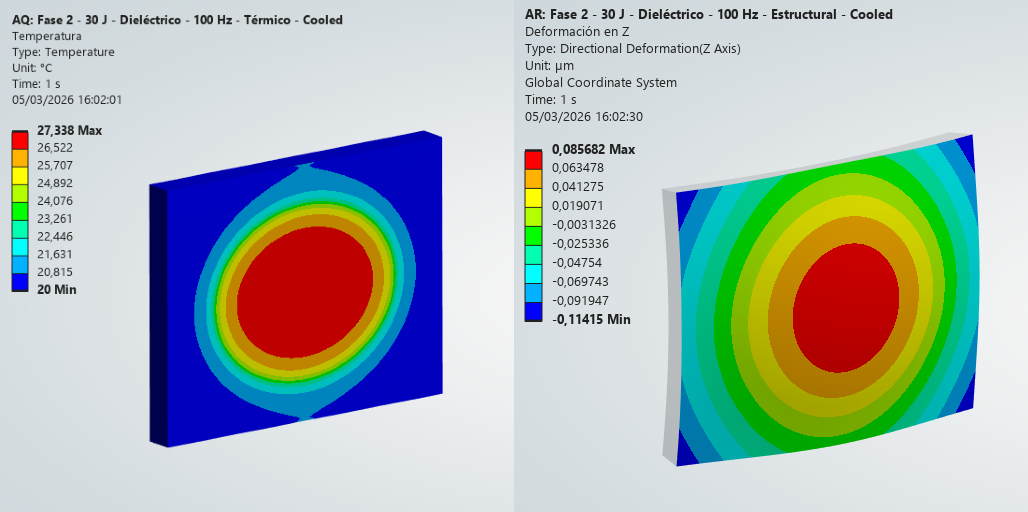 AQ: Fase 2 - 30 J - Dieléctrico - 100 Hz - Térmico - Cooled
Temperatura
Type: Temperature
Unit: °C
Time: 1 s
05/03/2026 16:02:01
27,338 Max
26,522
25,707
24,892
24,076
23,261
22,446
21,631
20,815
20 Min
AR: Fase 2 - 30 J - Dieléctrico - 100 Hz - Estructural - Cooled
Deformación en Z
Type: Directional Deformation(Z Axis)
Unit: µm
Global Coordinate System
Time: 1 s
05/03/2026 16:02:30
0,085682 Max
0,063478
0,041275
0,019071
-0,0031326
-0,025336
-0,04754
-0,069743
-0,091947
-0,11415 Min